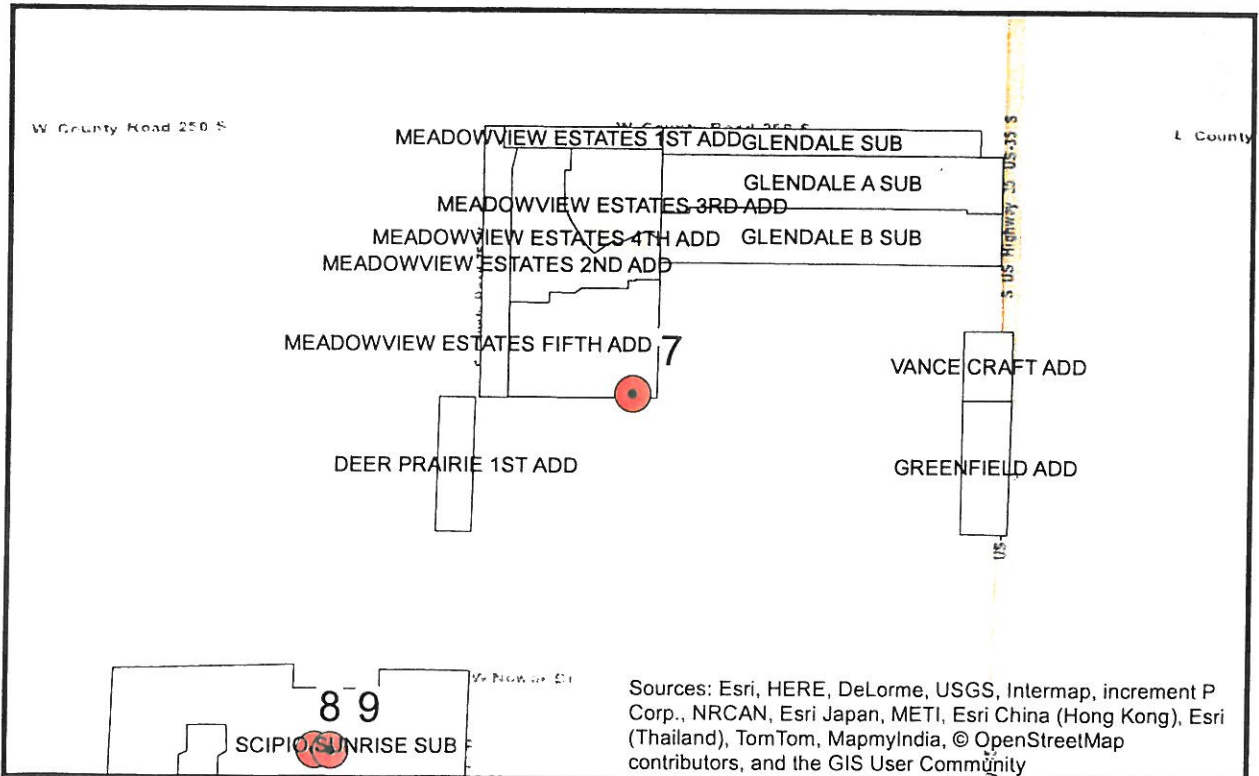 W County Road 250 S
W County Road 250 S
S US Highway 35 US-35 S
MEADOWVIEW ESTATES 1ST ADD
GLENDALE SUB
GLENDALE A SUB
MEADOWVIEW ESTATES 3RD ADD
MEADOWVIEW ESTATES 4TH ADD
GLENDALE B SUB
MEADOWVIEW ESTATES 2ND ADD
MEADOWVIEW ESTATES FIFTH ADD
7
VANCE CRAFT ADD
DEER PRAIRIE 1ST ADD
GREENFIELD ADD
8 9
SCIPIO SUNRISE SUB
Sources: Esri, HERE, DeLorme, USGS, Intermap, increment P
Corp., NRCAN, Esri Japan, METI, Esri China (Hong Kong), Esri
(Thailand), TomTom, MapmyIndia, © OpenStreetMap
contributors, and the GIS User Community